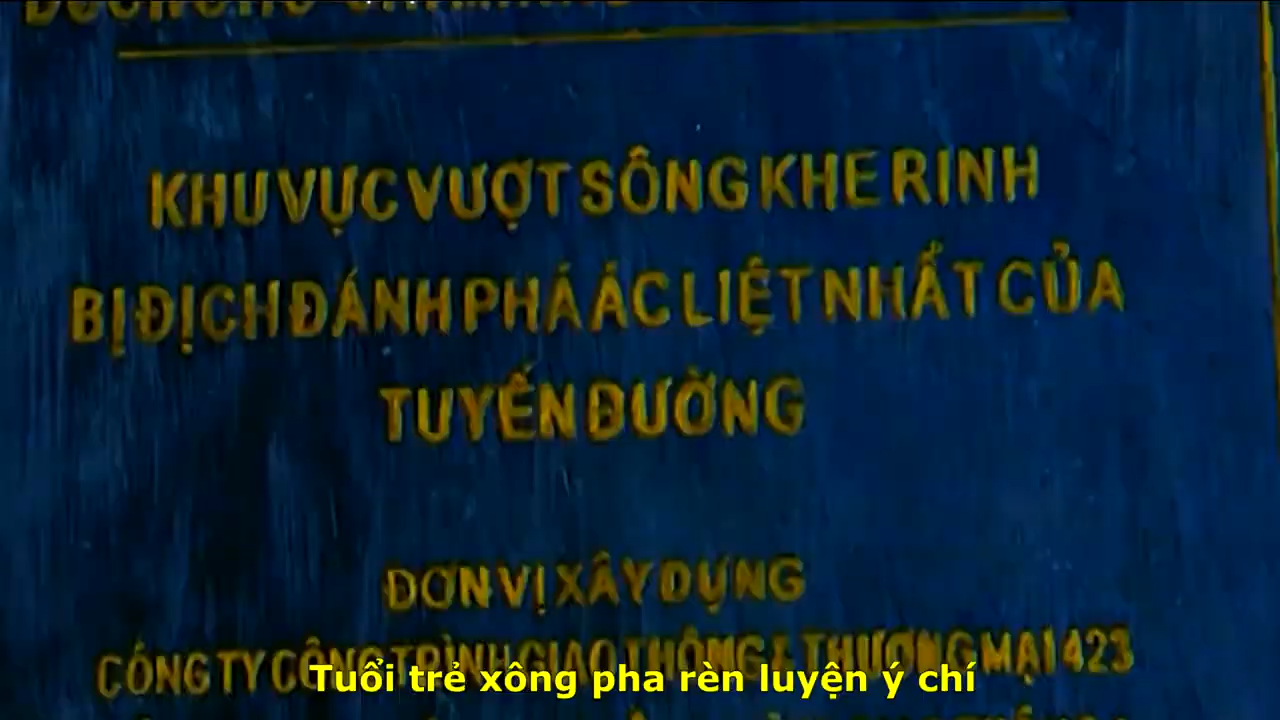 KHU VỰC VƯỢT SÔNG KHE RINH
BỊ ĐỊCH ĐÁNH PHÁ ÁC LIỆT NHẤT CỦA
TUYẾN ĐƯỜNG
ĐƠN VỊ XÂY DỰNG
CÔNG TY CÔNG TRÌNH GIAO THÔNG & THƯƠNG MẠI 423
Tuổi trẻ xông pha rèn luyện ý chí